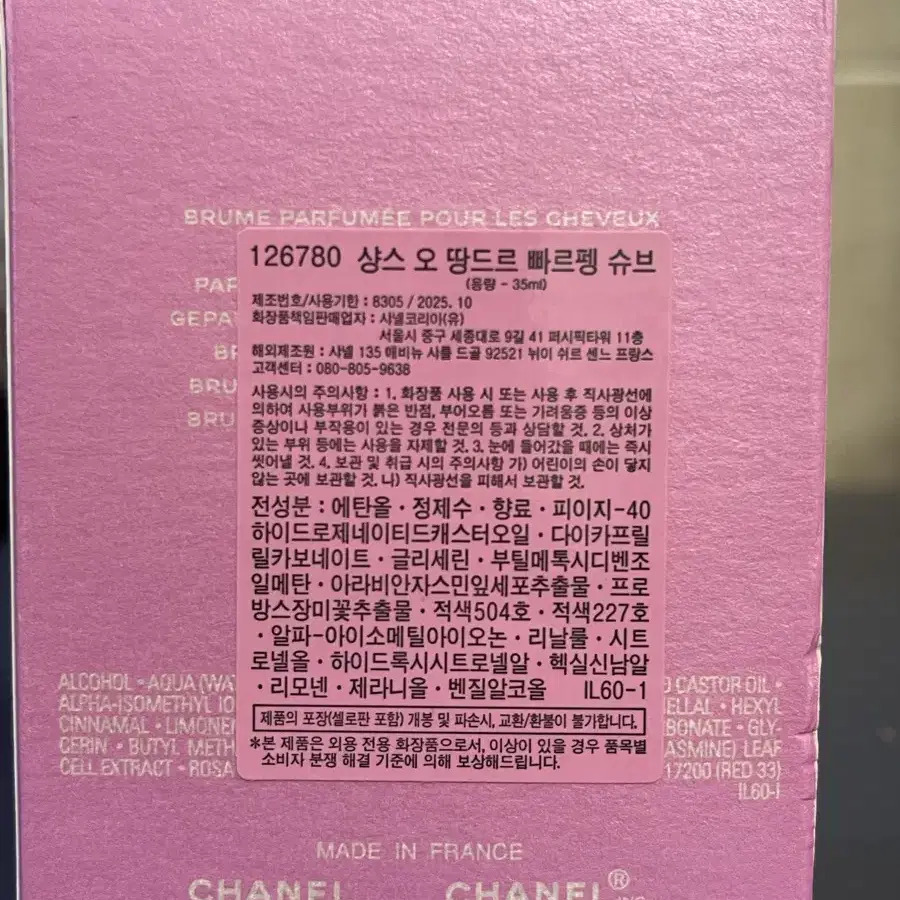 BRUME PARFUMÉE POUR LES CHEVEUX
126780 샹스 오 땅드르 빠르펭 슈브
(용량 - 35ml)
제조번호/사용기한 : 8305 / 2025. 10
화장품책임판매업자 : 샤넬코리아(유)
서울시 중구 세종대로 9길 41 퍼시픽타워 11층
해외제조원 : 샤넬 135 애비뉴 샤를 드골 92521 뉘이 쉬르 센느 프랑스
고객센터 : 080-805-9638
PAR
GEPA
BR
BRU
BRU
사용시의 주의사항 : 1. 화장품 사용 시 또는 사용 후 직사광선에
의하여 사용부위가 붉은 반점, 부어오름 또는 가려움증 등의 이상
증상이나 부작용이 있는 경우 전문의 등과 상담할 것. 2. 상처가
있는 부위 등에는 사용을 자제할 것. 3. 눈에 들어갔을 때에는 즉시
씻어낼 것. 4. 보관 및 취급 시의 주의사항 가) 어린이의 손이 닿지
않는 곳에 보관할 것. 나) 직사광선을 피해서 보관할 것.
전성분 : 에탄올 · 정제수 · 향료 · 피이지-40
하이드로제네이티드캐스터오일 · 다이카프릴
릴카보네이트 · 글리세린 · 부틸메톡시디벤조
일메탄 · 아라비안자스민잎세포추출물 · 프로
방스장미꽃추출물 · 적색504호 · 적색227호
· 알파-아이소메틸아이오논 · 리날룰 · 시트
로넬올 · 하이드록시시트로넬알 · 헥실신남알
· 리모넨 · 제라니올 · 벤질알코올 IL60-1
제품의 포장(셀로판 포함) 개봉 및 파손시, 교환/환불이 불가합니다.
*본 제품은 외용 전용 화장품으로서, 이상이 있을 경우 품목별
소비자 분쟁 해결 기준에 의해 보상해드립니다.
ALCOHOL • AQUA (WA CASTOR OIL •
ALPHA-ISOMETHYL IO ELLAL • HEXYL
CINNAMAL • LIMONE BONATE • GLY-
CERIN • BUTYL METH JASMINE) LEAF
CELL EXTRACT • ROSA 17200 (RED 33)
IL60-1
MADE IN FRANCE
CHANEL CHANEL®